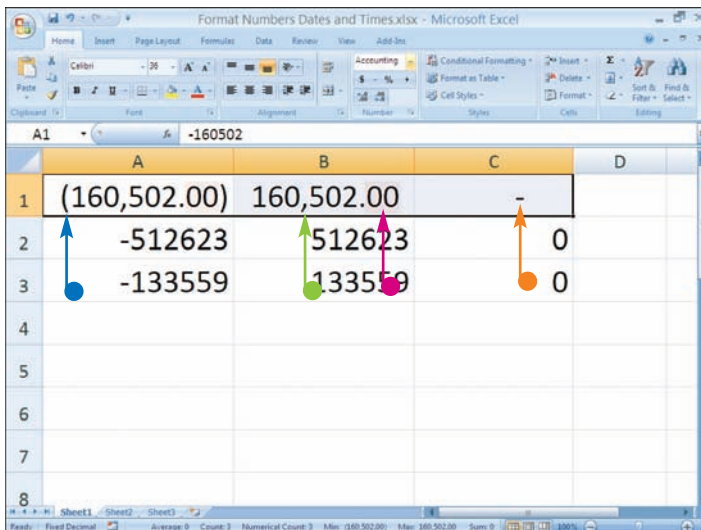 Format Numbers Dates and Times.xlsx - Microsoft Excel
Home Insert Page Layout Formulas Data Review View Add-Ins
Paste
Calibri 36 A A
B I U A
Accounting
$ - % ,
Conditional Formatting
Format as Table
Cell Styles
Insert
Delete
Format
Σ
Sort & Filter
Find & Select
Clipboard Font Alignment Number Styles Cells Editing
A1 fx -160502
A B C D
1 (160,502.00) 160,502.00 -
2 -512623 512623 0
3 -133559 133559 0
4
5
6
7
8
Sheet1 Sheet2 Sheet3
Ready Fixed Decimal Average: 0 Count: 3 Numerical Count: 3 Min: (160,502.00) Max: 160,502.00 Sum: 0 100%